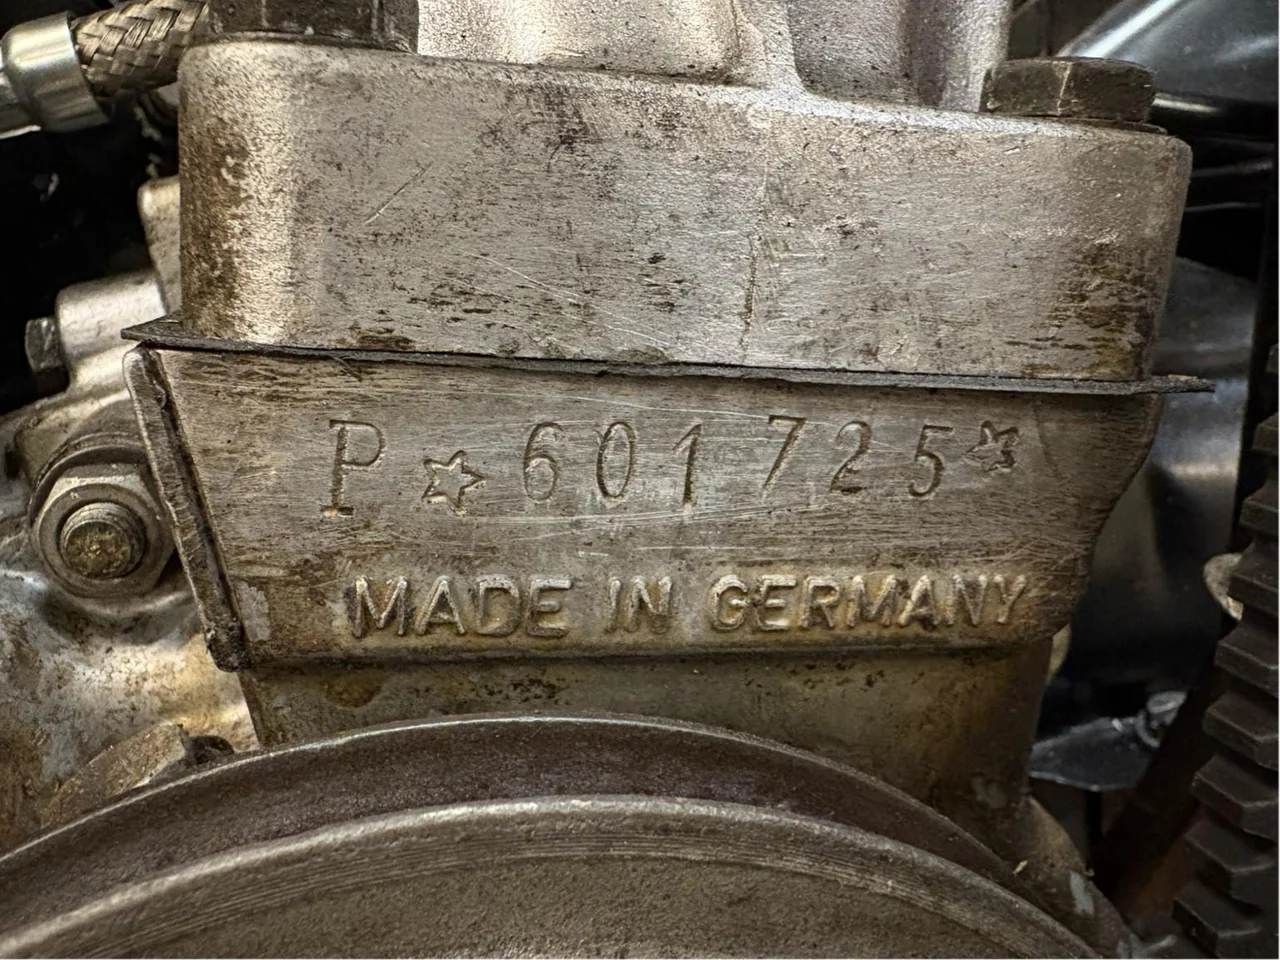 P ☆ 601725 ☆
MADE IN GERMANY